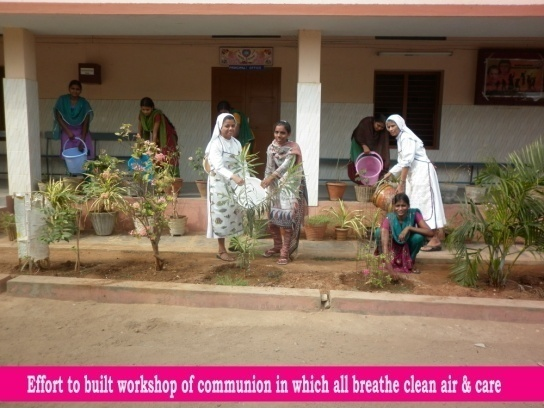 Effort to built workshop of communion in which all breathe clean air & care